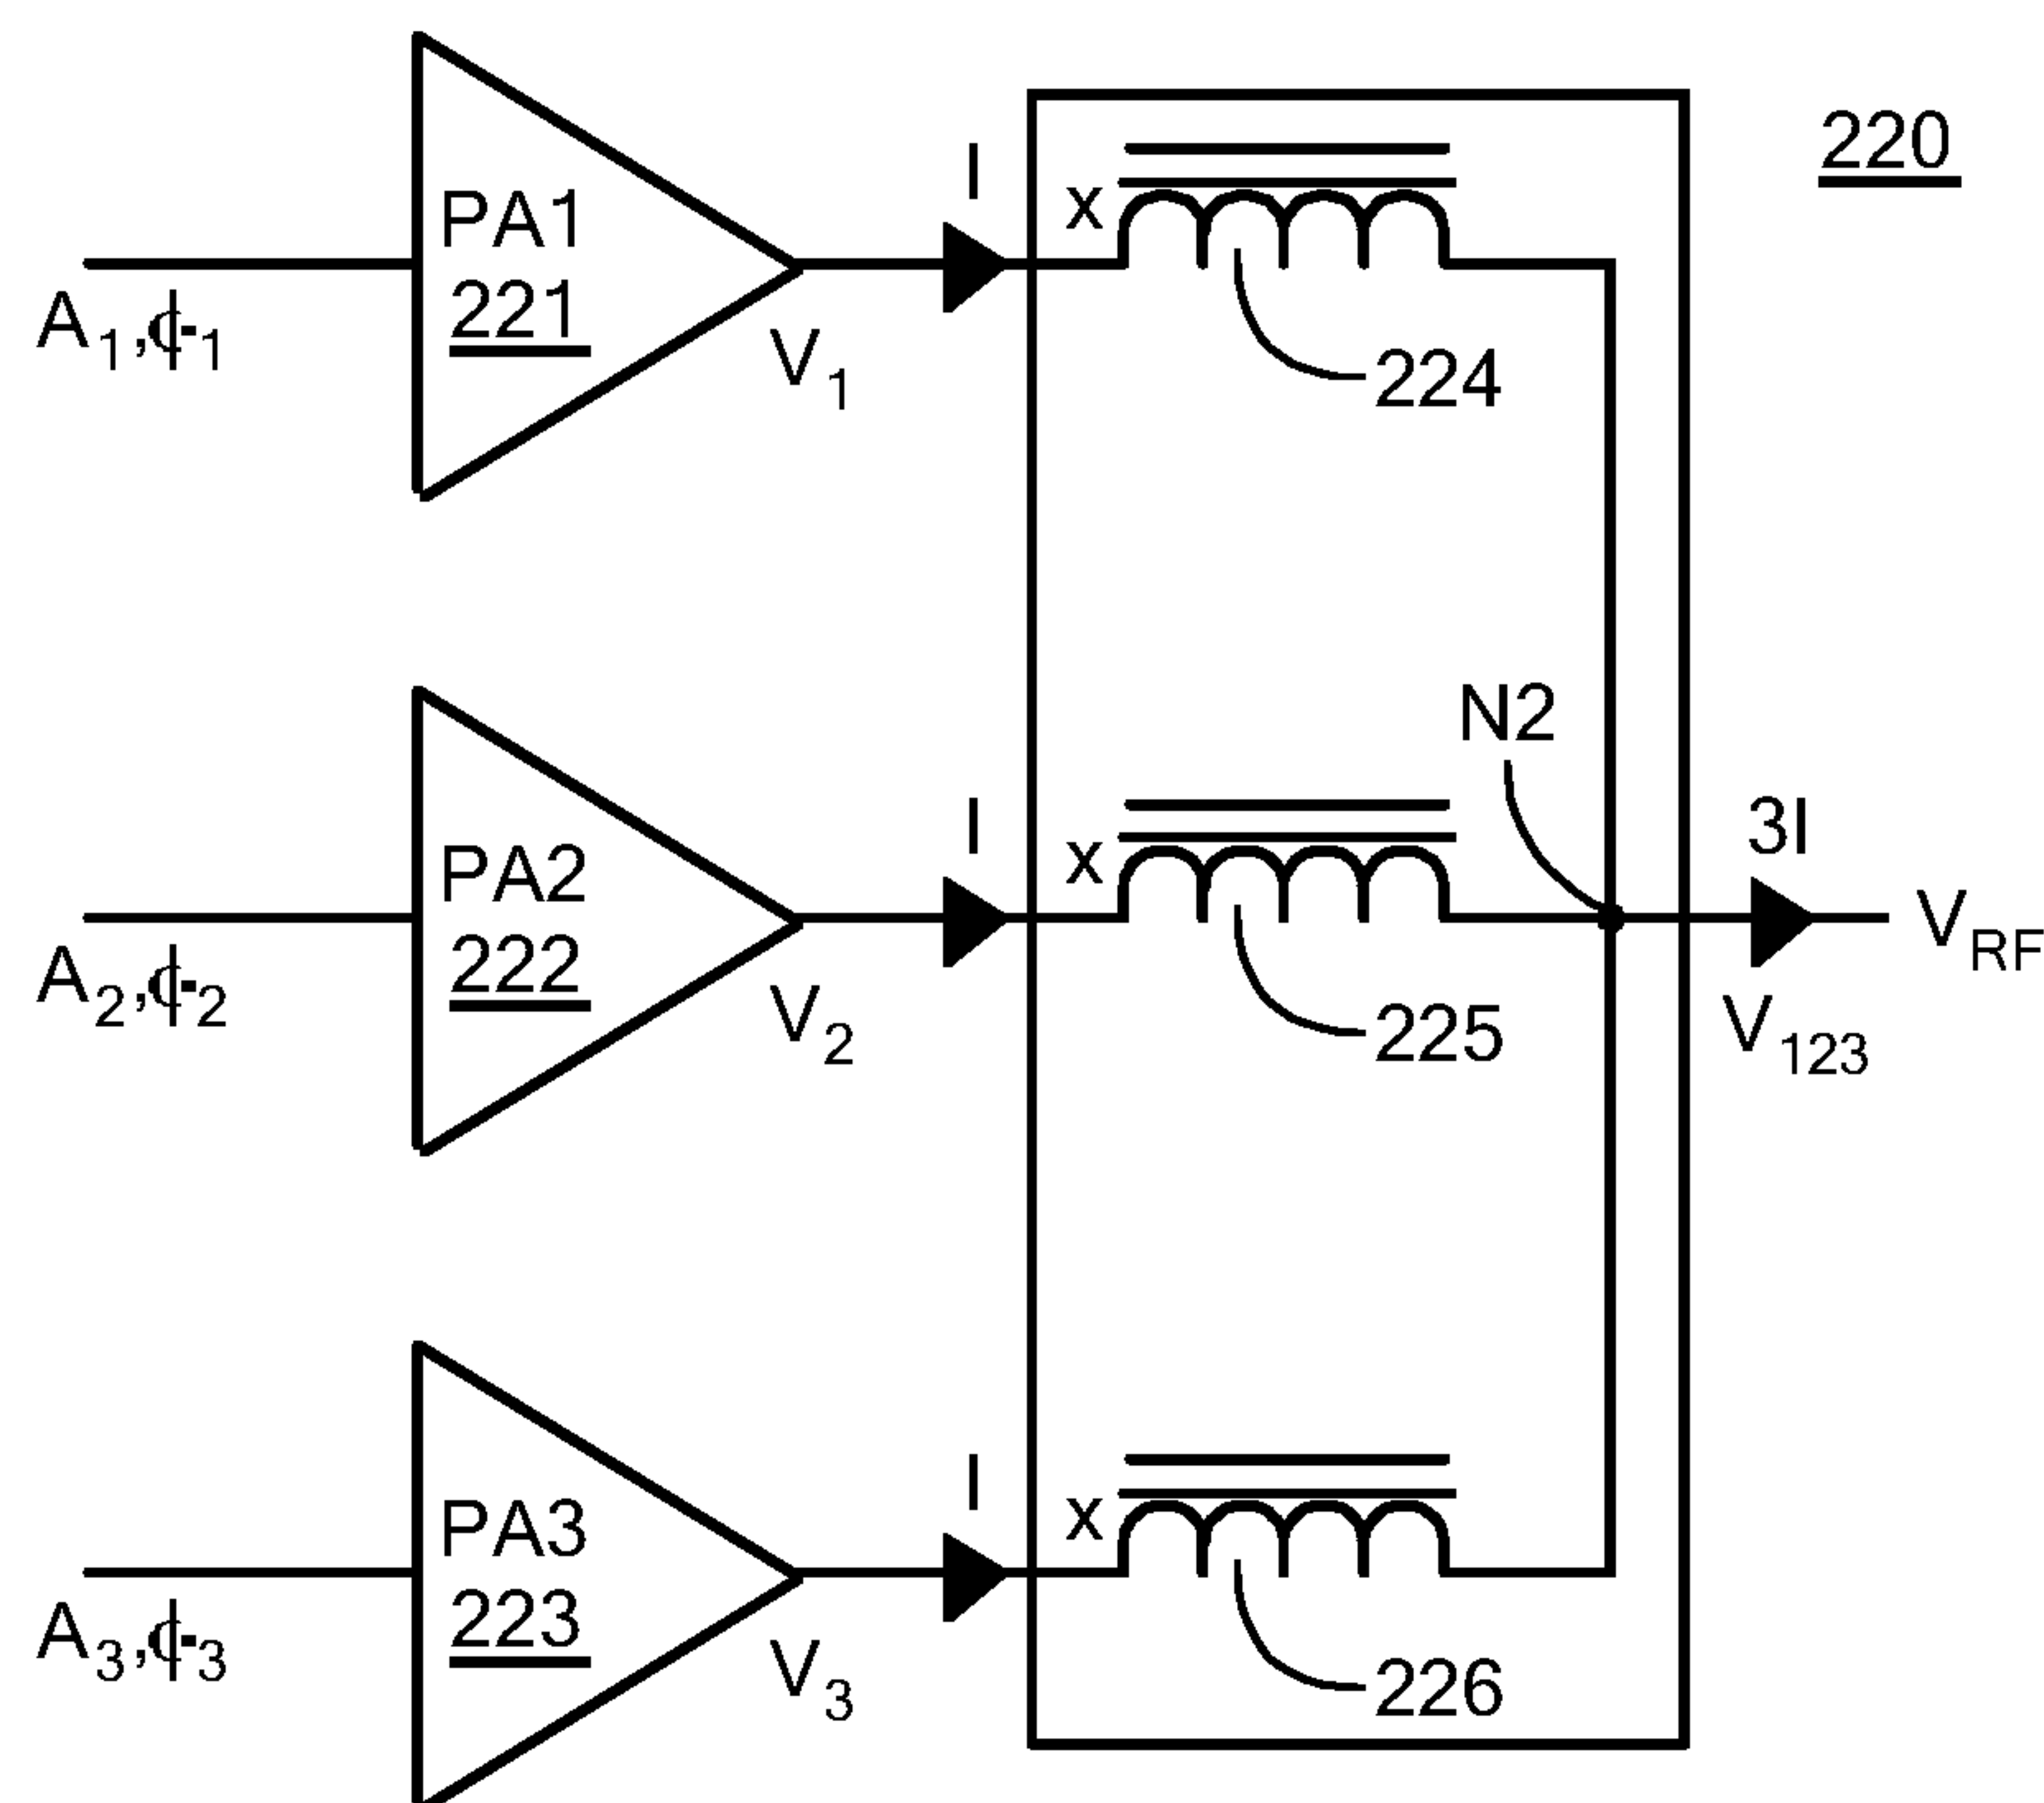 220
I
x
PA1
221
A1,ϕ1
V1
224
N2
I
x
3I
PA2
222
VRF
A2,ϕ2
V2
225
V123
I
x
PA3
223
A3,ϕ3
V3
226